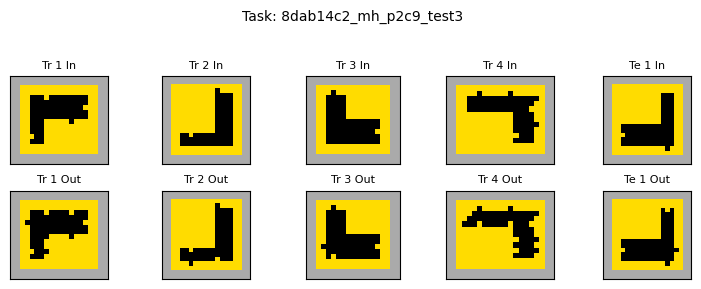 Task: 8dab14c2_mh_p2c9_test3
Tr 1 In
Tr 2 In
Tr 3 In
Tr 4 In
Te 1 In
Tr 1 Out
Tr 2 Out
Tr 3 Out
Tr 4 Out
Te 1 Out